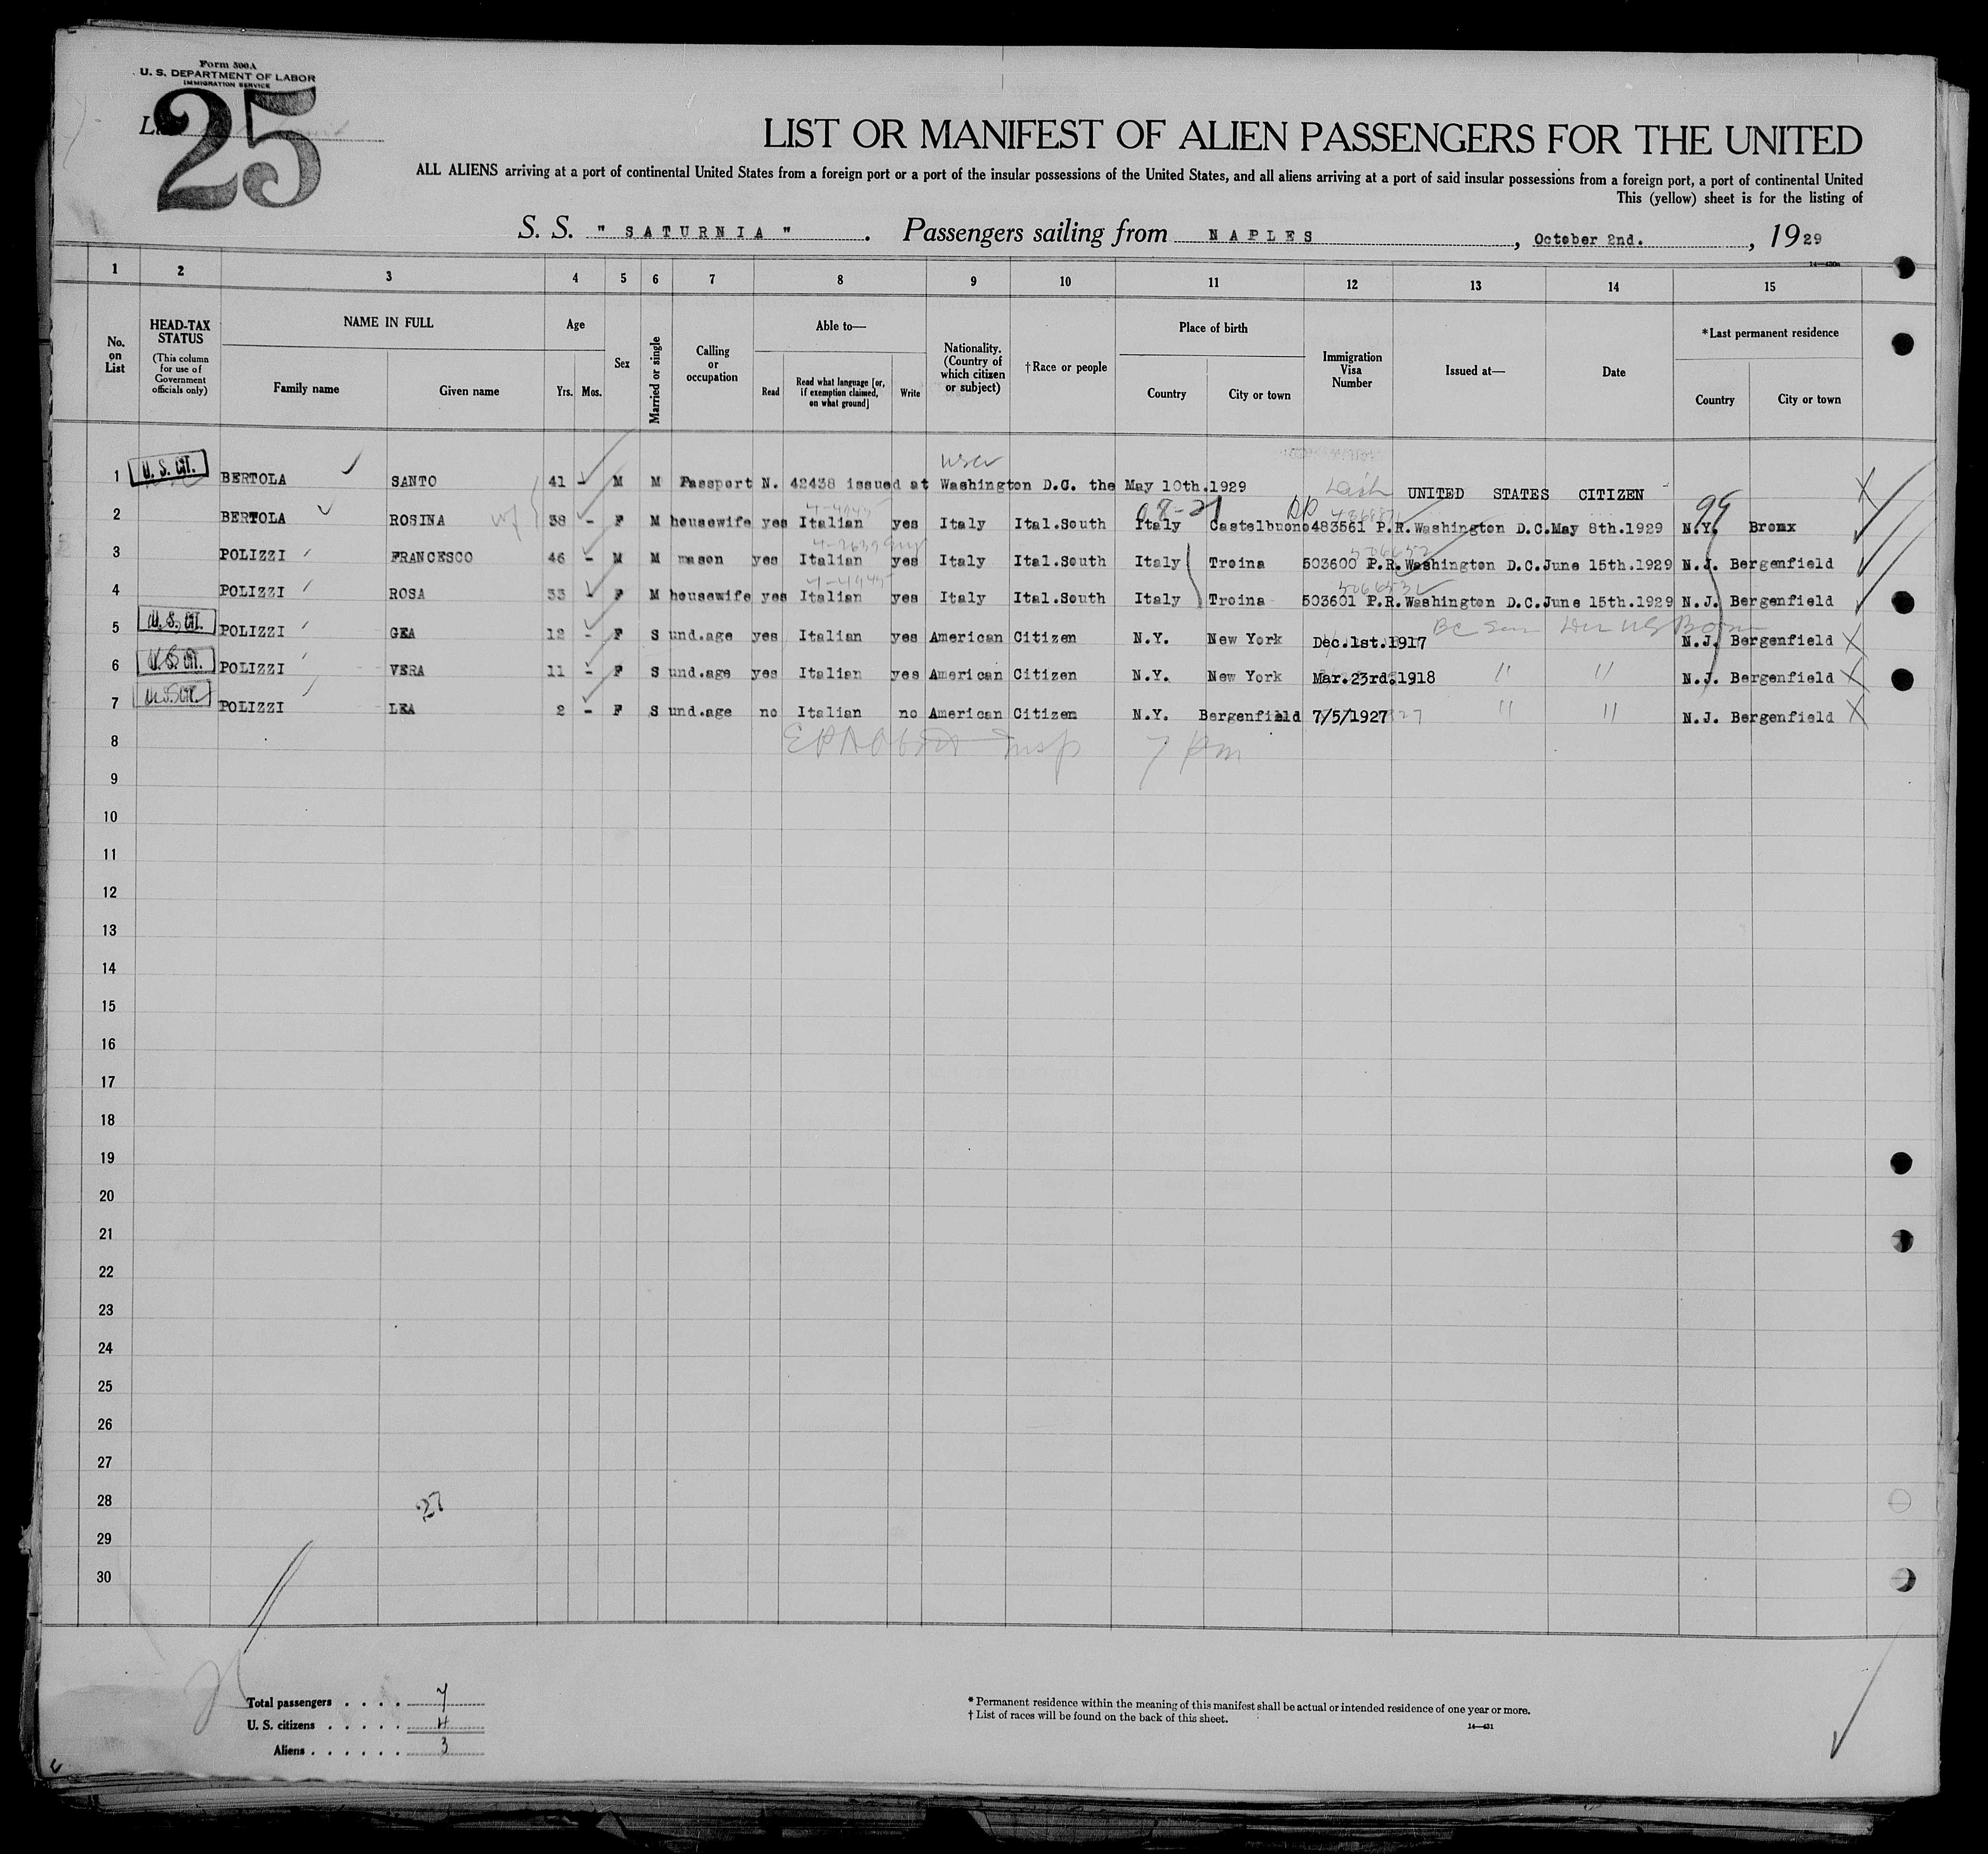 Form 500A
U. S. DEPARTMENT OF LABOR
IMMIGRATION SERVICE
25
LIST OR MANIFEST OF ALIEN PASSENGERS FOR THE UNITED
ALL ALIENS arriving at a port of continental United States from a foreign port or a port of the insular possessions of the United States, and all aliens arriving at a port of said insular possessions from a foreign port, a port of continental United
This (yellow) sheet is for the listing of
S. S. " SATURNIA " . Passengers sailing from NAPLES , October 2nd. , 1929
1 2 3 4 5 6 7 8 9 10 11 12 13 14 15
No. on List HEAD-TAX STATUS (This column for use of Government officials only) NAME IN FULL Family name Given name Age Yrs. Mos. Sex Married or single Calling or occupation Able to— Read Read what language [or, if exemption claimed, on what ground] Write Nationality. (Country of which citizen or subject) † Race or people Place of birth Country City or town Immigration Visa Number Issued at— Date *Last permanent residence Country City or town
1 U. S. CIT. BERTOLA SANTO 41 - M M Passport N. 42438 issued at Washington D.C. the May 10th.1929 UNITED STATES CITIZEN
2 BERTOLA ROSINA 38 - F M housewife yes Italian yes Italy Ital.South Italy Castelbuono 483561 P.R.Washington D.C. May 8th.1929 N.Y. Bronx
99
3 POLIZZI FRANCESCO 46 - M M mason yes Italian yes Italy Ital.South Italy Troina 503600 P.R.Washington D.C. June 15th.1929 N.J. Bergenfield
4 POLIZZI ROSA 33 - F M housewife yes Italian yes Italy Ital.South Italy Troina 503601 P.R.Washington D.C. June 15th.1929 N.J. Bergenfield
5 U. S. CIT. POLIZZI GEA 12 - F S und.age yes Italian yes American Citizen N.Y. New York Dec.1st.1917 N.J. Bergenfield
6 U. S. CIT. POLIZZI VERA 11 - F S und.age yes Italian yes American Citizen N.Y. New York Mar.23rd.1918 " " N.J. Bergenfield
7 U. S. CIT. POLIZZI LEA 2 - F S und.age no Italian no American Citizen N.Y. Bergenfield 7/5/1927 " " N.J. Bergenfield
8 Insp 7 pm
9
10
11
12
13
14
15
16
17
18
19
20
21
22
23
24
25
26
27
28 27
29
30
Total passengers . . . . 7
U. S. citizens . . . . . 4
Aliens . . . . . . 3
* Permanent residence within the meaning of this manifest shall be actual or intended residence of one year or more.
† List of races will be found on the back of this sheet.
14—431